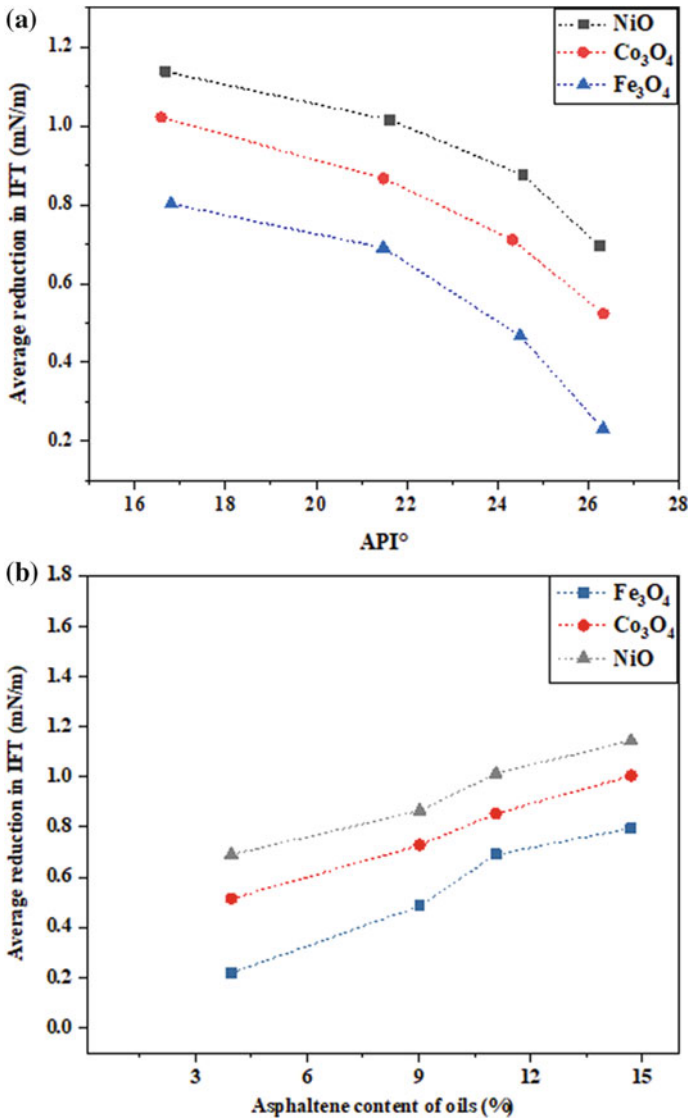 (a)
NiO
Co₃O₄
Fe₃O₄
1.2
1.0
0.8
0.6
0.4
0.2
Average reduction in IFT (mN/m)
16 18 20 22 24 26 28
API°
(b)
Fe₃O₄
Co₃O₄
NiO
1.8
1.6
1.4
1.2
1.0
0.8
0.6
0.4
0.2
0.0
Average reduction in IFT (mN/m)
3 6 9 12 15
Asphaltene content of oils (%)